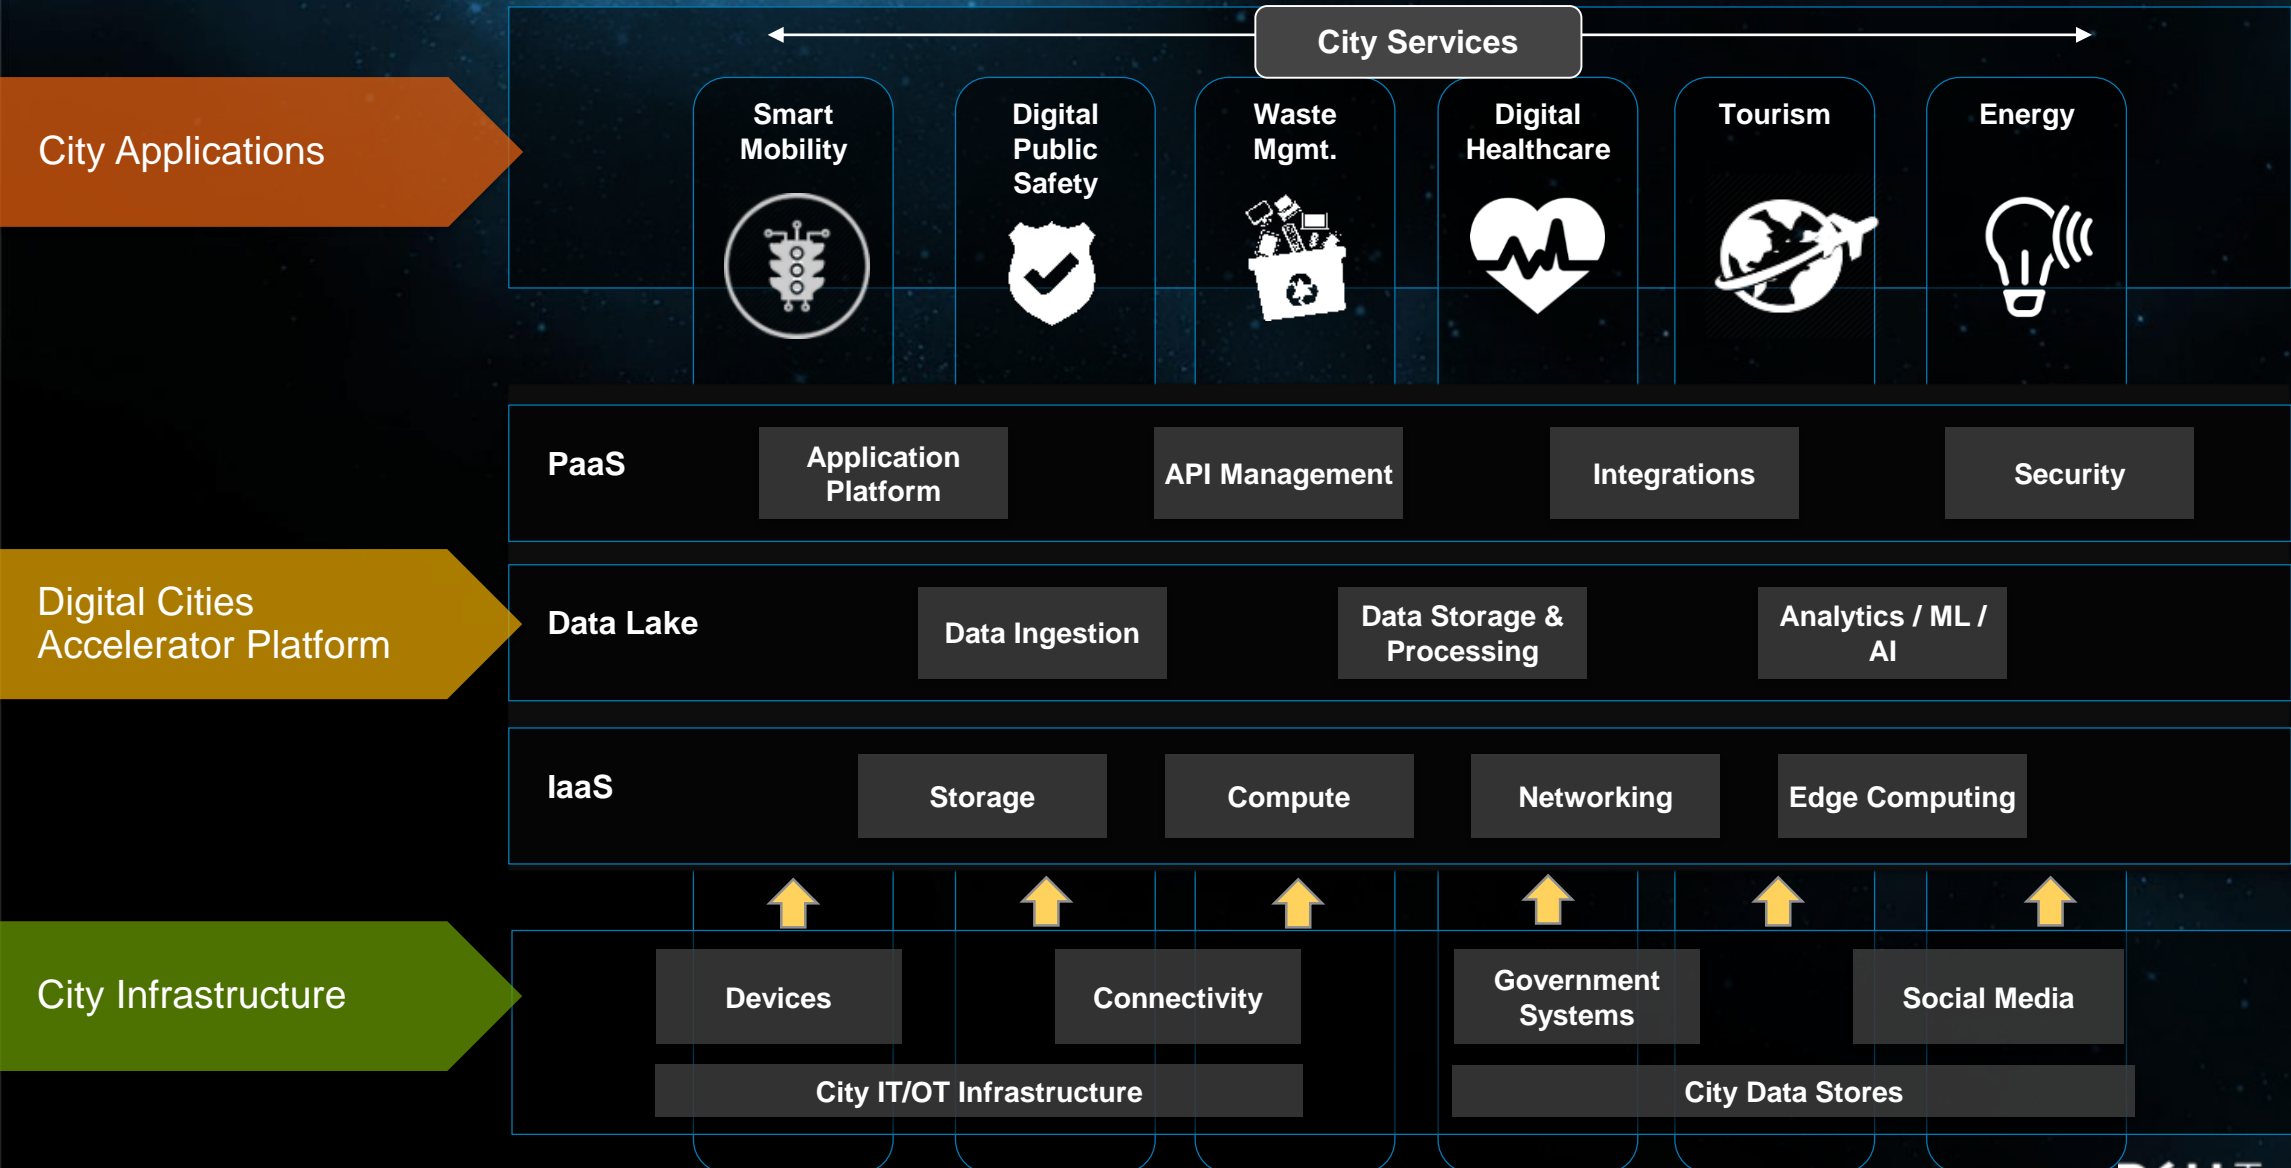 City Services
City Applications
Smart
Mobility
Digital
Public
Safety
Waste
Mgmt.
Digital
Healthcare
Tourism
Energy
PaaS
Application
Platform
API Management
Integrations
Security
Digital Cities
Accelerator Platform
Data Lake
Data Ingestion
Data Storage &
Processing
Analytics / ML /
AI
IaaS
Storage
Compute
Networking
Edge Computing
City Infrastructure
Devices
Connectivity
Government
Systems
Social Media
City IT/OT Infrastructure
City Data Stores